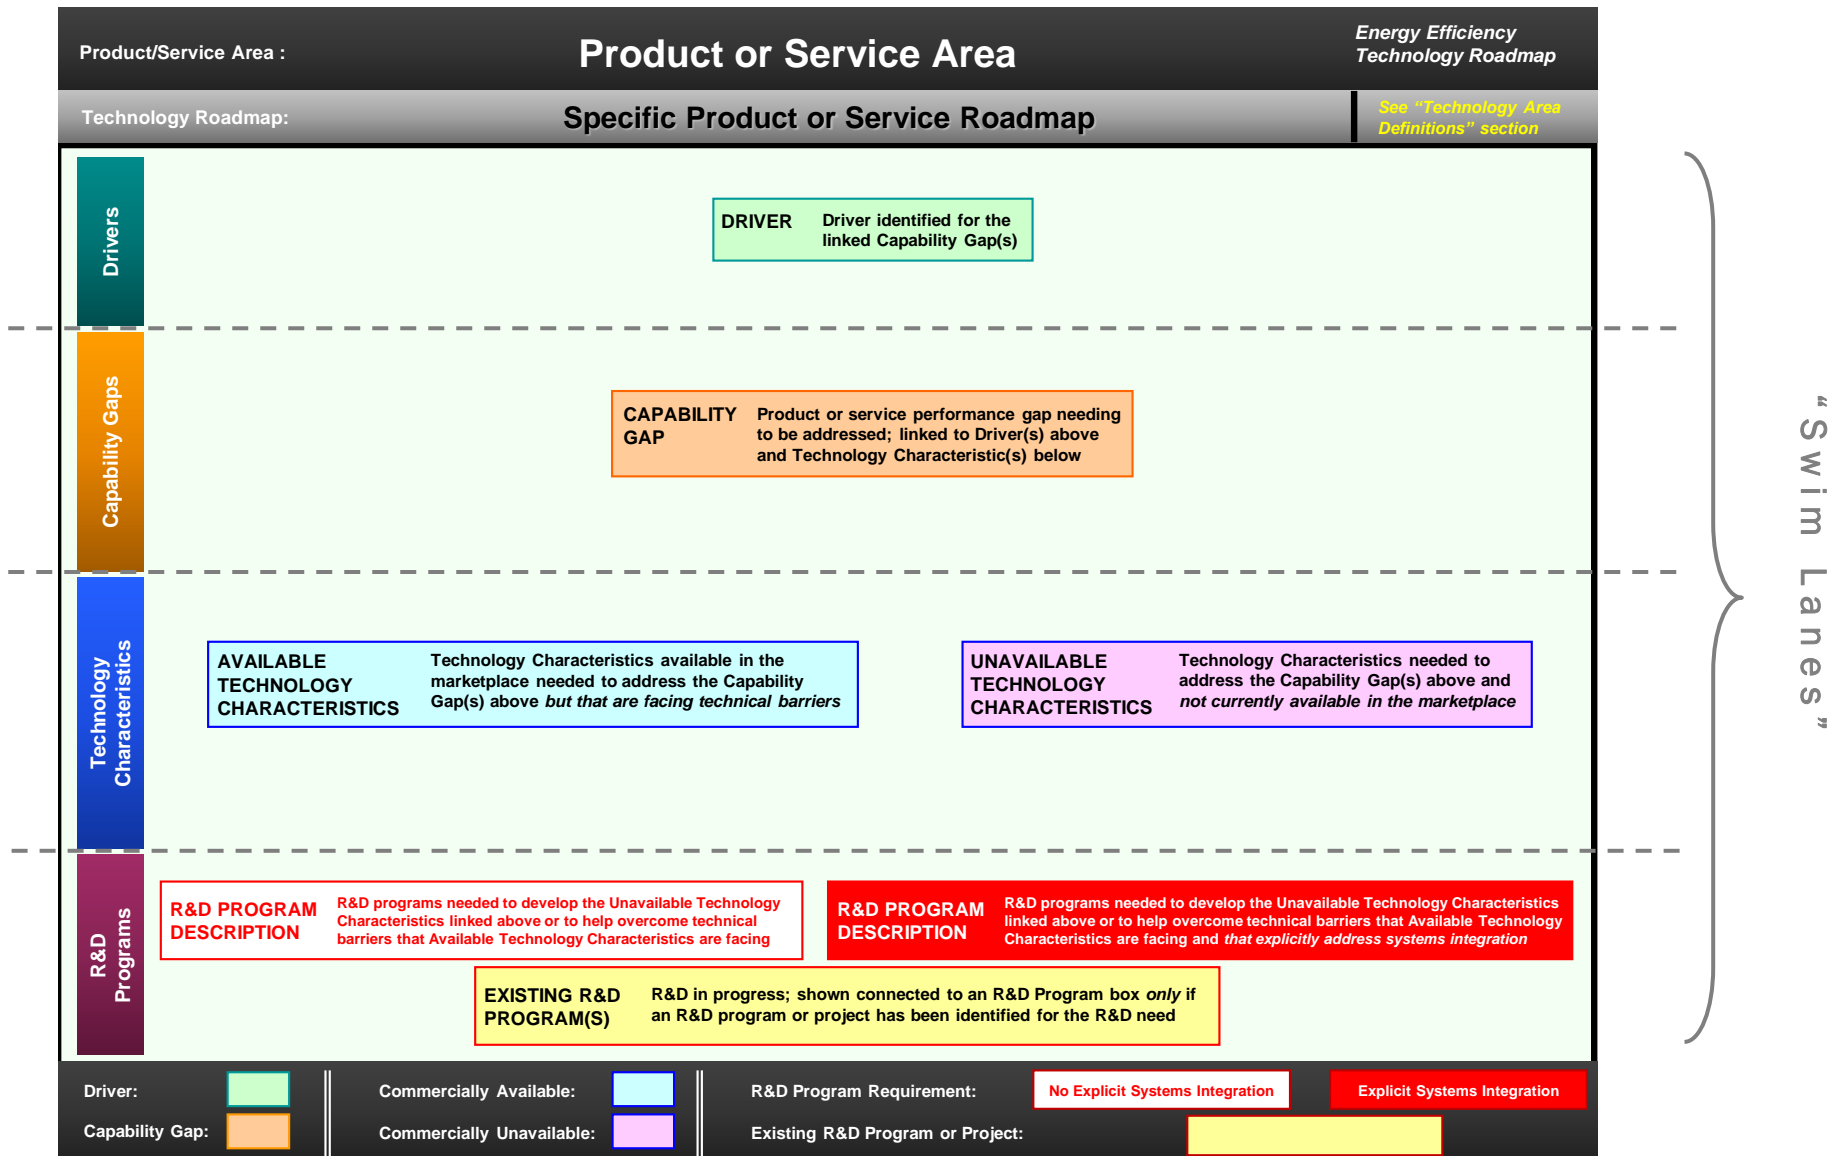 Product/Service Area :
Product or Service Area
Energy Efficiency
Technology Roadmap
Technology Roadmap:
Specific Product or Service Roadmap
See “Technology Area
Definitions” section
Drivers
DRIVER
Driver identified for the
linked Capability Gap(s)
Capability Gaps
CAPABILITY
GAP
Product or service performance gap needing
to be addressed; linked to Driver(s) above
and Technology Characteristic(s) below
Technology
Characteristics
AVAILABLE
TECHNOLOGY
CHARACTERISTICS
Technology Characteristics available in the
marketplace needed to address the Capability
Gap(s) above but that are facing technical barriers
UNAVAILABLE
TECHNOLOGY
CHARACTERISTICS
Technology Characteristics needed to
address the Capability Gap(s) above and
not currently available in the marketplace
R&D
Programs
R&D PROGRAM
DESCRIPTION
R&D programs needed to develop the Unavailable Technology
Characteristics linked above or to help overcome technical
barriers that Available Technology Characteristics are facing
R&D PROGRAM
DESCRIPTION
R&D programs needed to develop the Unavailable Technology Characteristics
linked above or to help overcome technical barriers that Available Technology
Characteristics are facing and that explicitly address systems integration
EXISTING R&D
PROGRAM(S)
R&D in progress; shown connected to an R&D Program box only if
an R&D program or project has been identified for the R&D need
“Swim Lanes”
Driver:
Capability Gap:
Commercially Available:
Commercially Unavailable:
R&D Program Requirement:
No Explicit Systems Integration
Explicit Systems Integration
Existing R&D Program or Project: